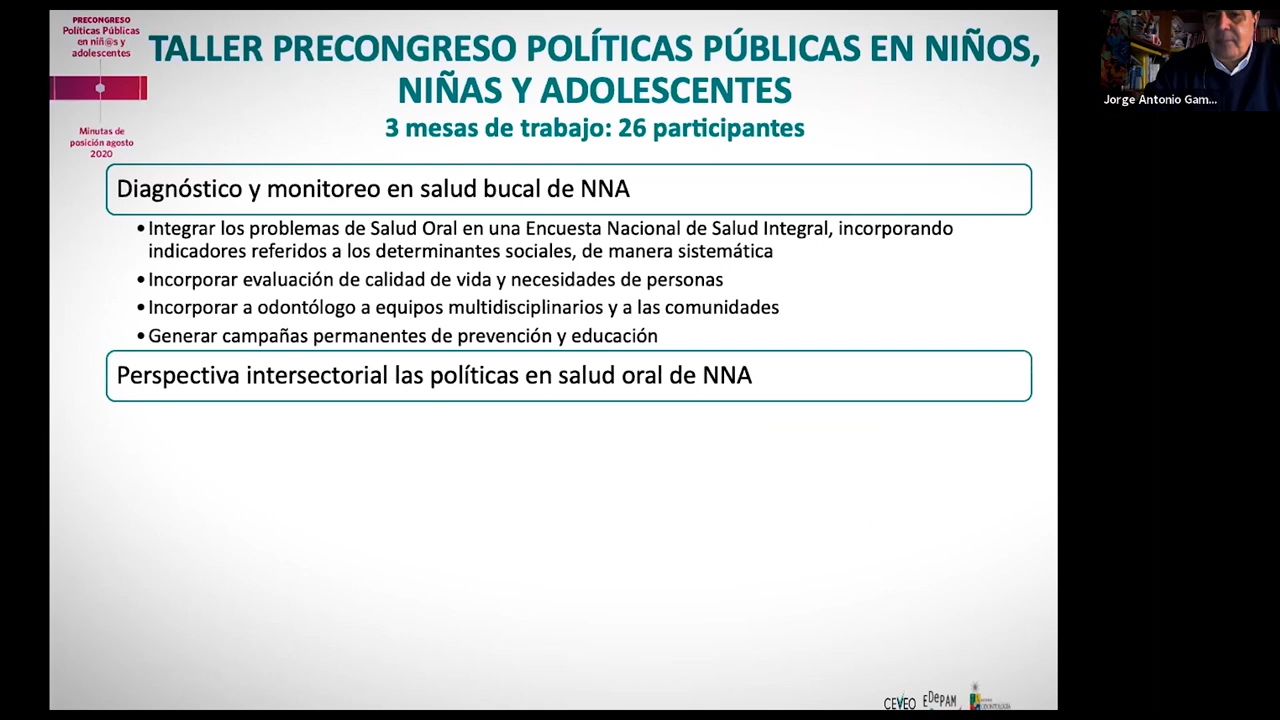 PRECONGRESO
Políticas Públicas
en niñ@s y
adolescentes
Minutas de
posición agosto
2020
TALLER PRECONGRESO POLÍTICAS PÚBLICAS EN NIÑOS,
NIÑAS Y ADOLESCENTES
3 mesas de trabajo: 26 participantes
Diagnóstico y monitoreo en salud bucal de NNA
•Integrar los problemas de Salud Oral en una Encuesta Nacional de Salud Integral, incorporando
indicadores referidos a los determinantes sociales, de manera sistemática
•Incorporar evaluación de calidad de vida y necesidades de personas
•Incorporar a odontólogo a equipos multidisciplinarios y a las comunidades
•Generar campañas permanentes de prevención y educación
Perspectiva intersectorial las políticas en salud oral de NNA
CEVEO EDePAM
ODONTOLOGÍA
Jorge Antonio Gam...